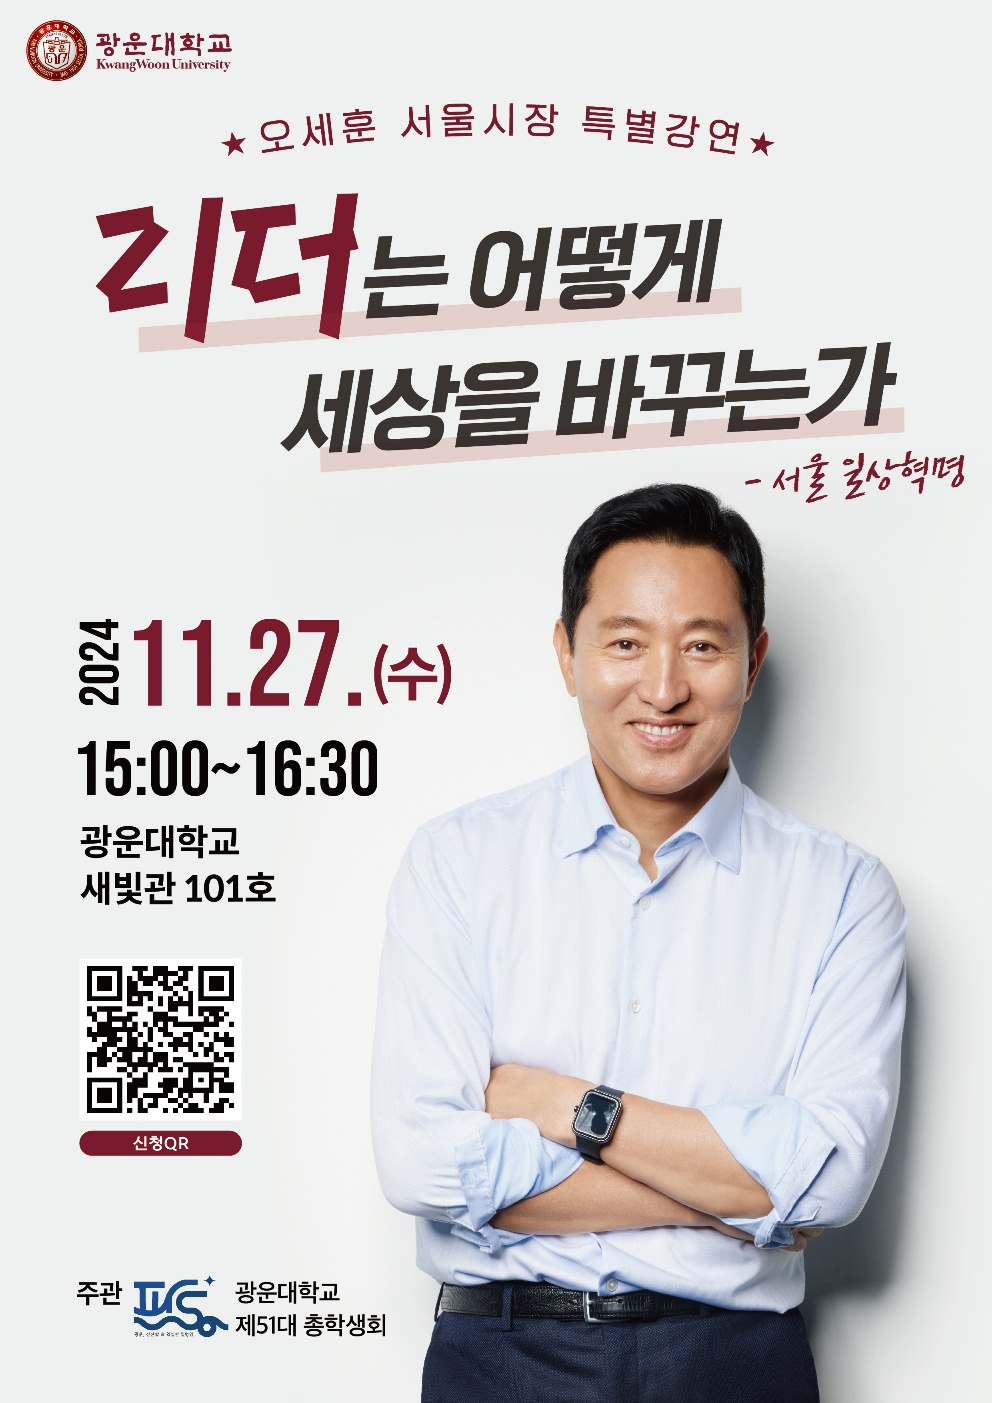 광운대학교
KwangWoon University
★오세훈 서울시장 특별강연★
리더는 어떻게
세상을 바꾸는가
- 서울 일상혁명
2024
11.27.(수)
15:00~16:30
광운대학교
새빛관 101호
신청QR
주관
광운대학교
제51대 총학생회